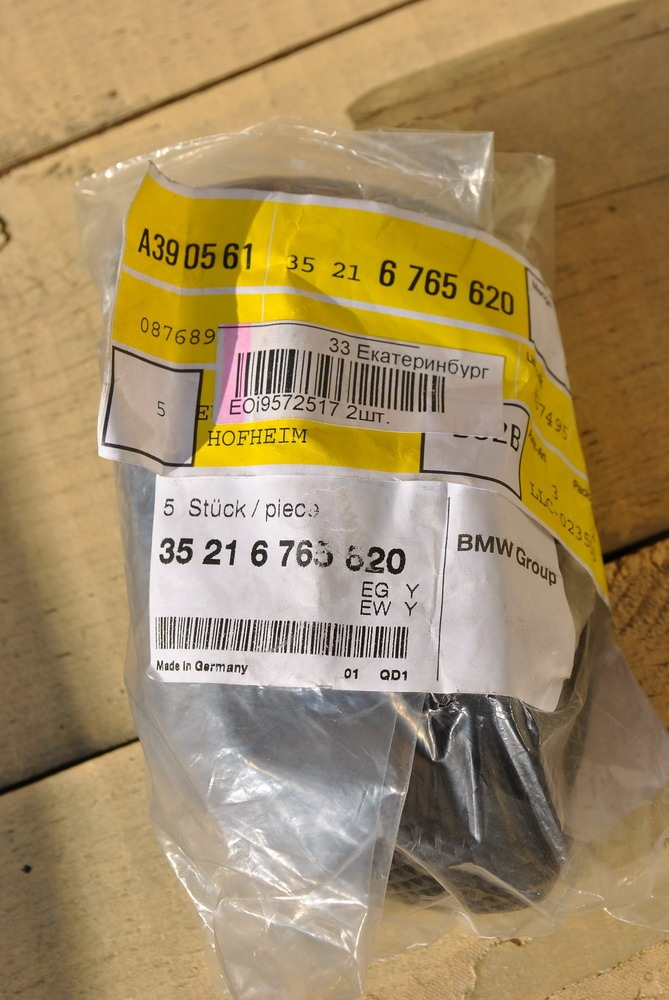 A39 05 61 35 21 6 765 620
087689
33 Екатеринбург
EOi9572517 2шт.
5
HOFHEIM
3
5 Stück / piece
35 21 6 765 620
BMW Group
EG Y
EW Y
Made in Germany 01 QD1